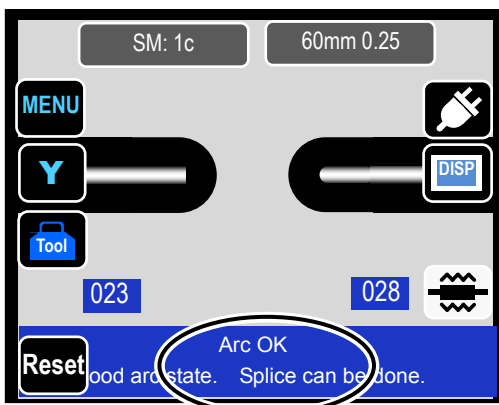 SM: 1c
60mm 0.25
MENU
Y
DISP
Tool
023
028
Arc OK
Reset
ood arc state. Splice can be done.